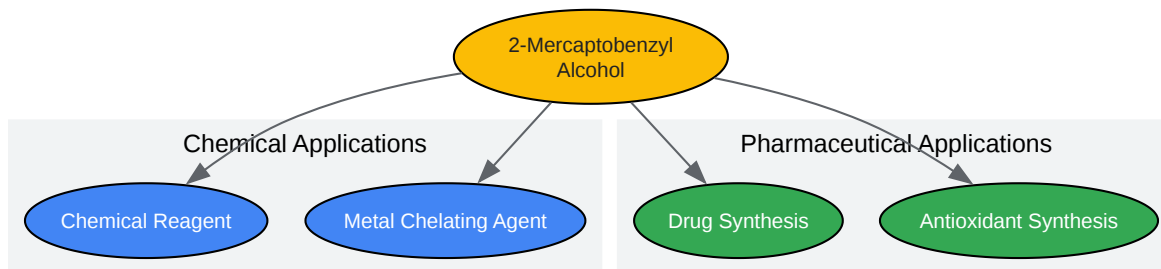 2-Mercaptobenzyl
Alcohol
Chemical Applications
Pharmaceutical Applications
Chemical Reagent
Metal Chelating Agent
Drug Synthesis
Antioxidant Synthesis